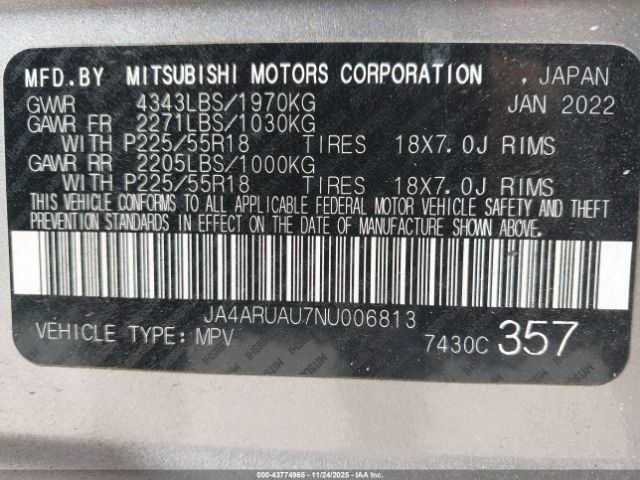 MFD.BY MITSUBISHI MOTORS CORPORATION , JAPAN
GVWR 4343LBS/1970KG JAN 2022
GAWR FR 2271LBS/1030KG
WITH P225/55R18 TIRES 18X7.0J RIMS
GAWR RR 2205LBS/1000KG
WITH P225/55R18 TIRES 18X7.0J RIMS
THIS VEHICLE CONFORMS TO ALL APPLICABLE FEDERAL MOTOR VEHICLE SAFETY AND THEFT
PREVENTION STANDARDS IN EFFECT ON THE DATE OF MANUFACTURE SHOWN ABOVE.
JA4ARUAU7NU006813
VEHICLE TYPE: MPV 7430C 357
000-43774965 - 11/24/2025 - IAAI.COM